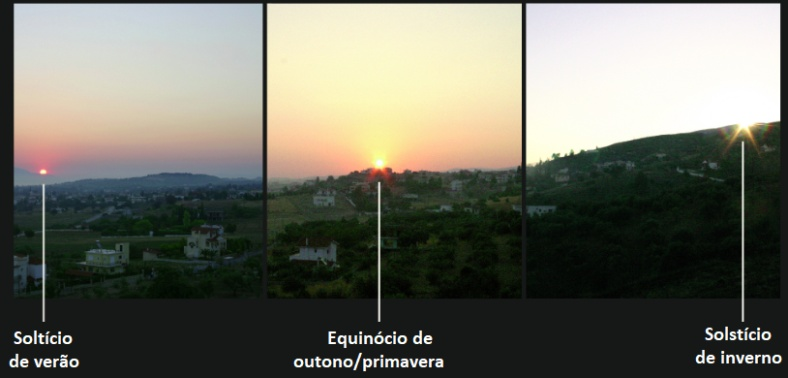 Soltício
de verão
Equinócio de
outono/primavera
Solstício
de inverno